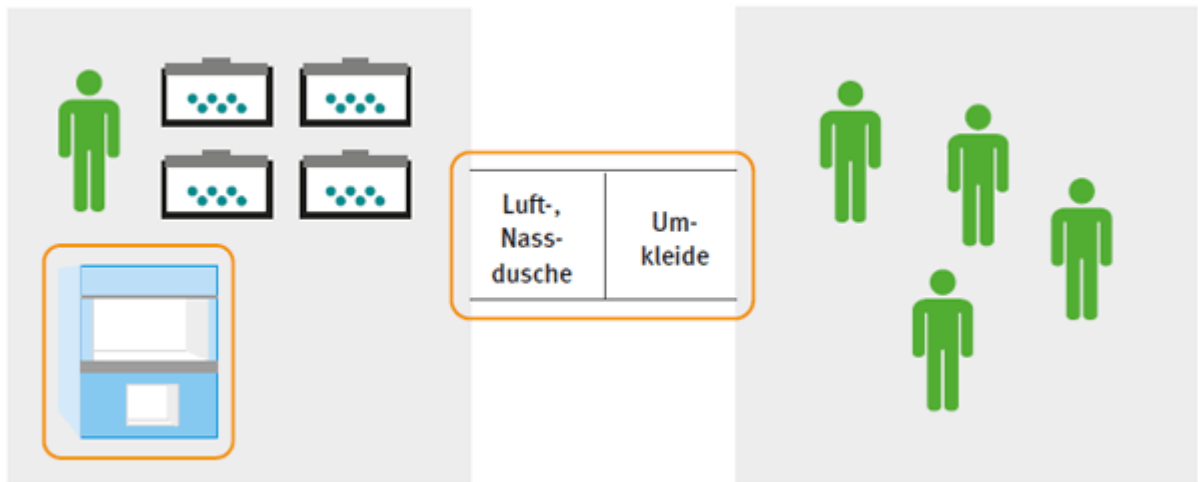 Luft-,
Nass-
dusche
Um-
kleide